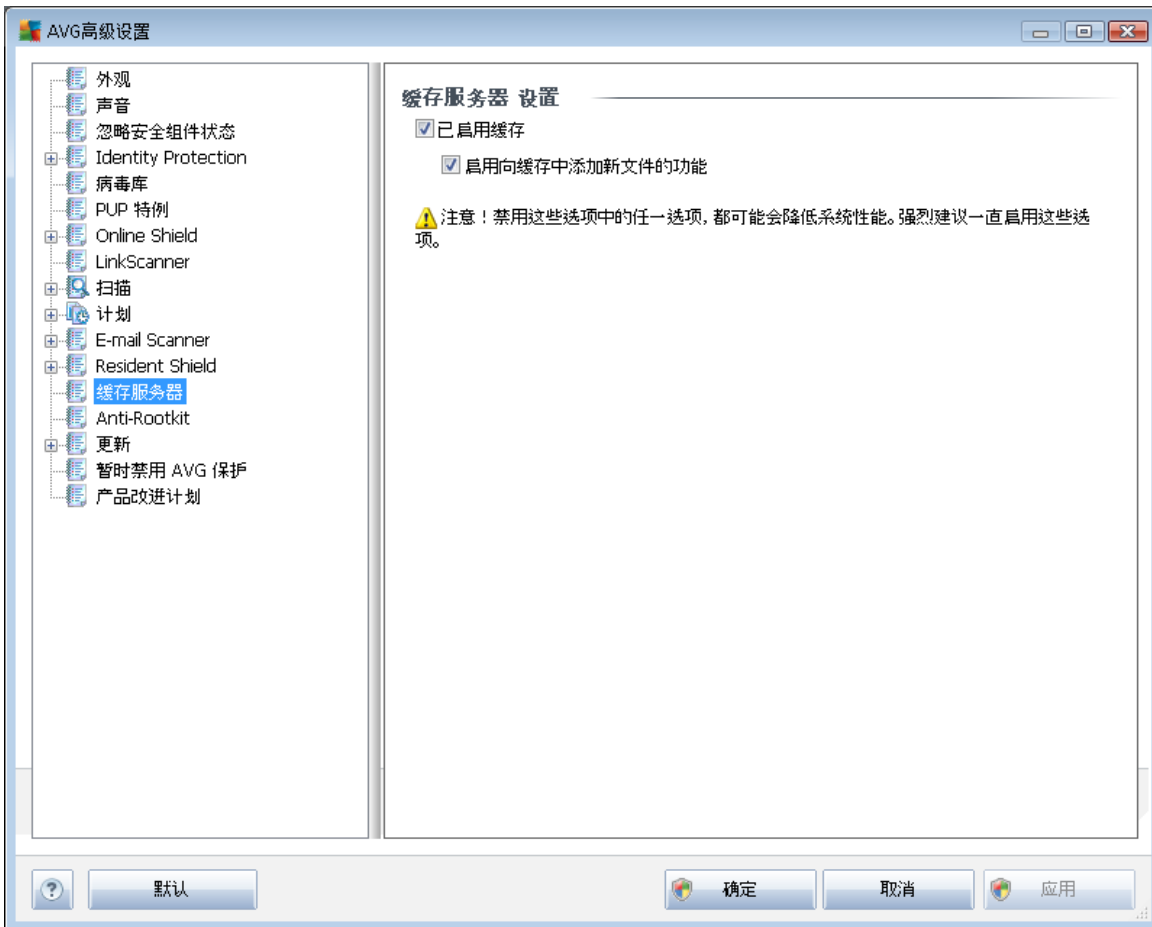 AVG高级设置
外观
声音
忽略安全组件状态
Identity Protection
病毒库
PUP 特例
Online Shield
LinkScanner
扫描
计划
E-mail Scanner
Resident Shield
缓存服务器
Anti-Rootkit
更新
暂时禁用 AVG 保护
产品改进计划
缓存服务器 设置
已启用缓存
启用向缓存中添加新文件的功能
注意！禁用这些选项中的任一选项, 都可能会降低系统性能。强烈建议一直启用这些选
项。
默认
确定
取消
应用